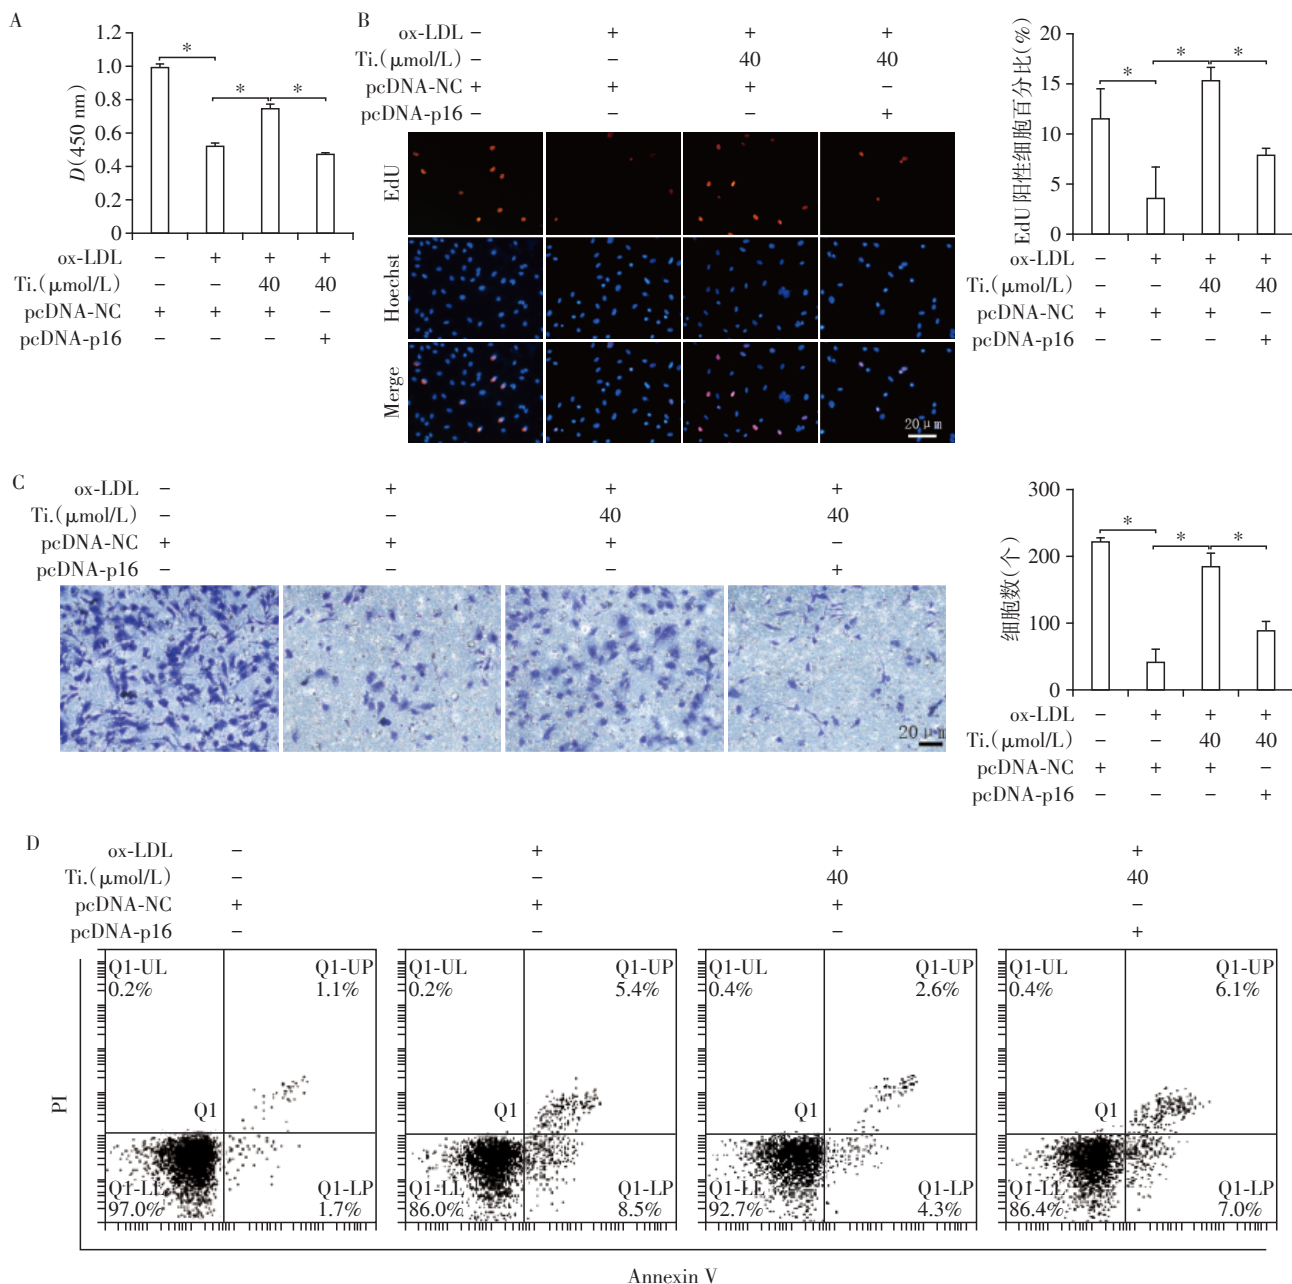 A
1.2
1.0
0.8
0.6
0.4
0.2
0
D(450 nm)
* * *
ox-LDL − + + +
Ti.(μmol/L) − − 40 40
pcDNA-NC + + + −
pcDNA-p16 − − − +
B
ox-LDL − + + +
Ti.(μmol/L) − − 40 40
pcDNA-NC + + + −
pcDNA-p16 − − − +
EdU
Hoechst
Merge
20 μm
20
15
10
5
0
EdU 阳性细胞百分比(%)
* * *
ox-LDL − + + +
Ti.(μmol/L) − − 40 40
pcDNA-NC + + + −
pcDNA-p16 − − − +
C
ox-LDL − + + +
Ti.(μmol/L) − − 40 40
pcDNA-NC + + + −
pcDNA-p16 − − − +
20 μm
300
200
100
0
细胞数(个)
* * *
ox-LDL − + + +
Ti.(μmol/L) − − 40 40
pcDNA-NC + + + −
pcDNA-p16 − − − +
D
ox-LDL − + + +
Ti.(μmol/L) − − 40 40
pcDNA-NC + + + −
pcDNA-p16 − − − +
Q1-UL Q1-UP Q1-UL Q1-UP Q1-UL Q1-UP Q1-UL Q1-UP
0.2% 1.1% 0.2% 5.4% 0.4% 2.6% 0.4% 6.1%
PI
Q1 Q1 Q1 Q1
Q1-LL Q1-LP Q1-LL Q1-LP Q1-LL Q1-LP Q1-LL Q1-LP
97.0% 1.7% 86.0% 8.5% 92.7% 4.3% 86.4% 7.0%
Annexin V